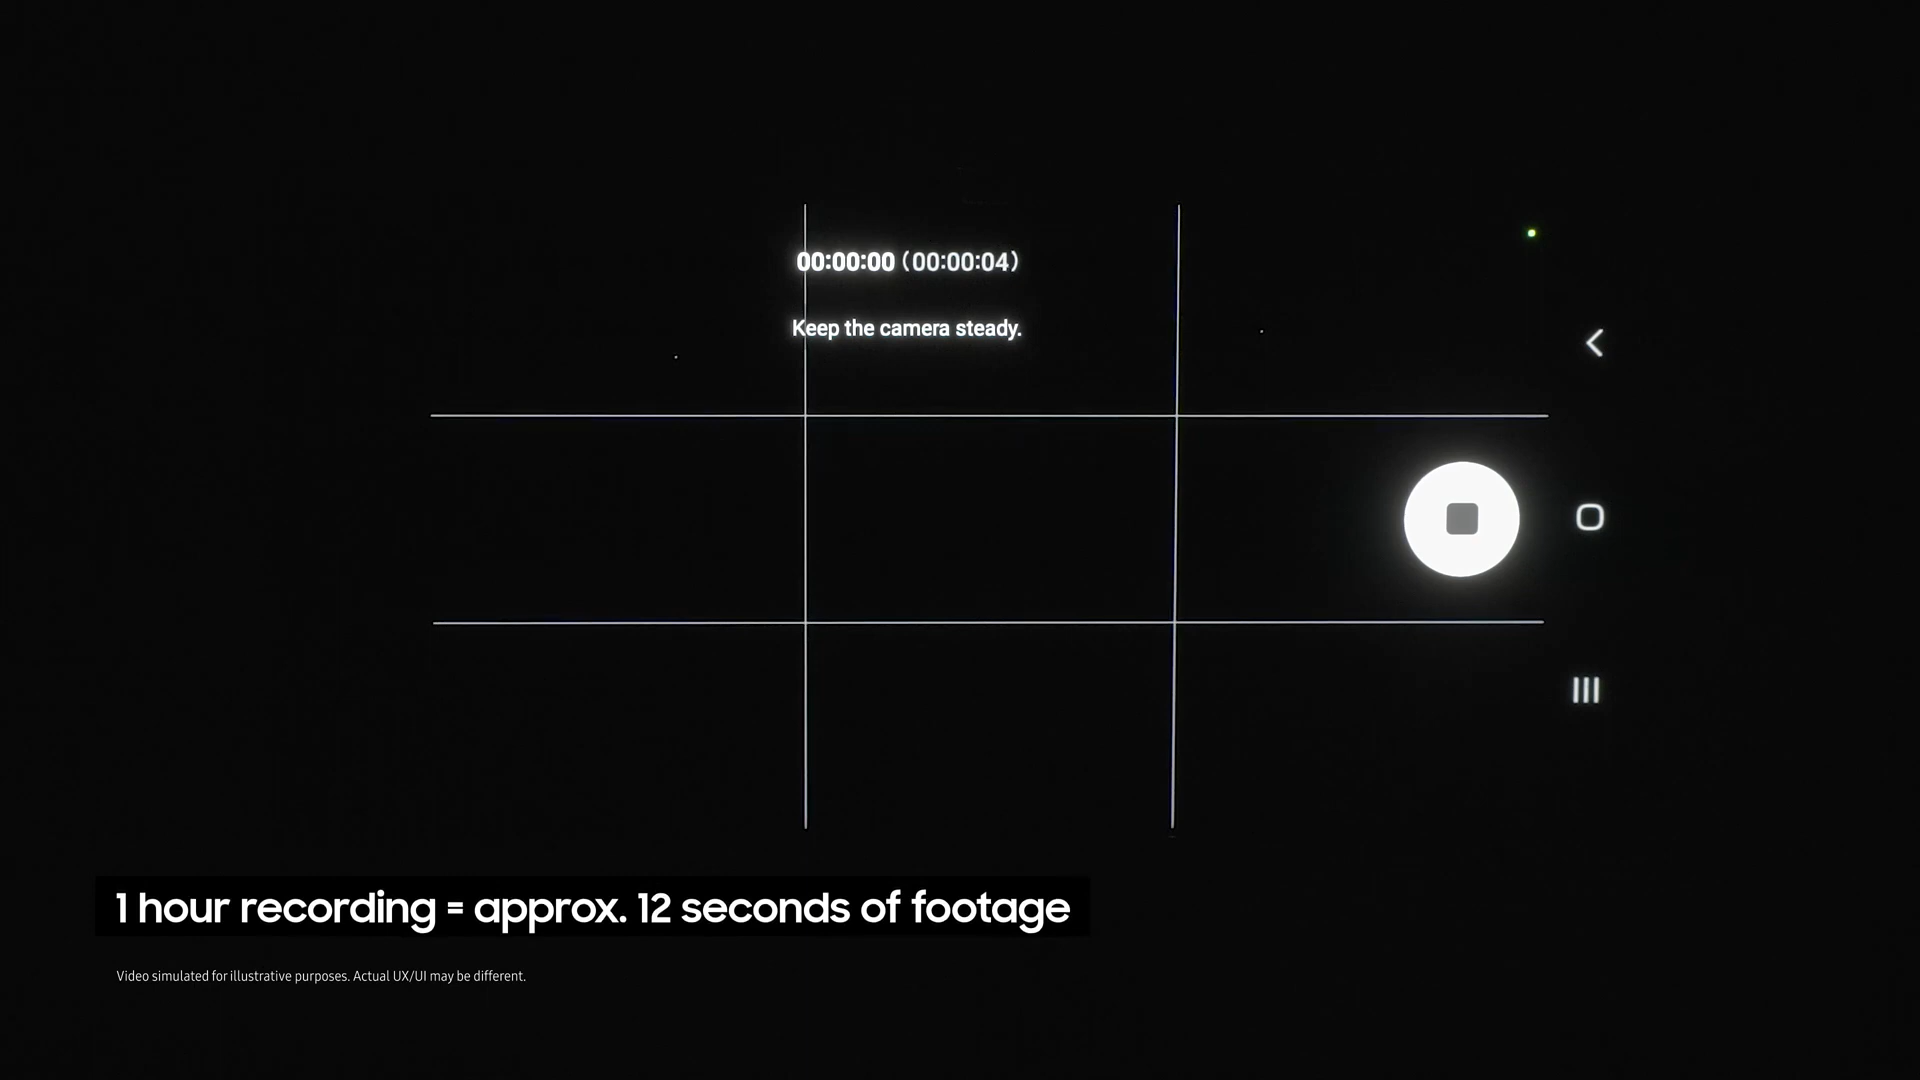 00:00:00 (00:00:04)
Keep the camera steady.
1 hour recording = approx. 12 seconds of footage
Video simulated for illustrative purposes. Actual UX/UI may be different.